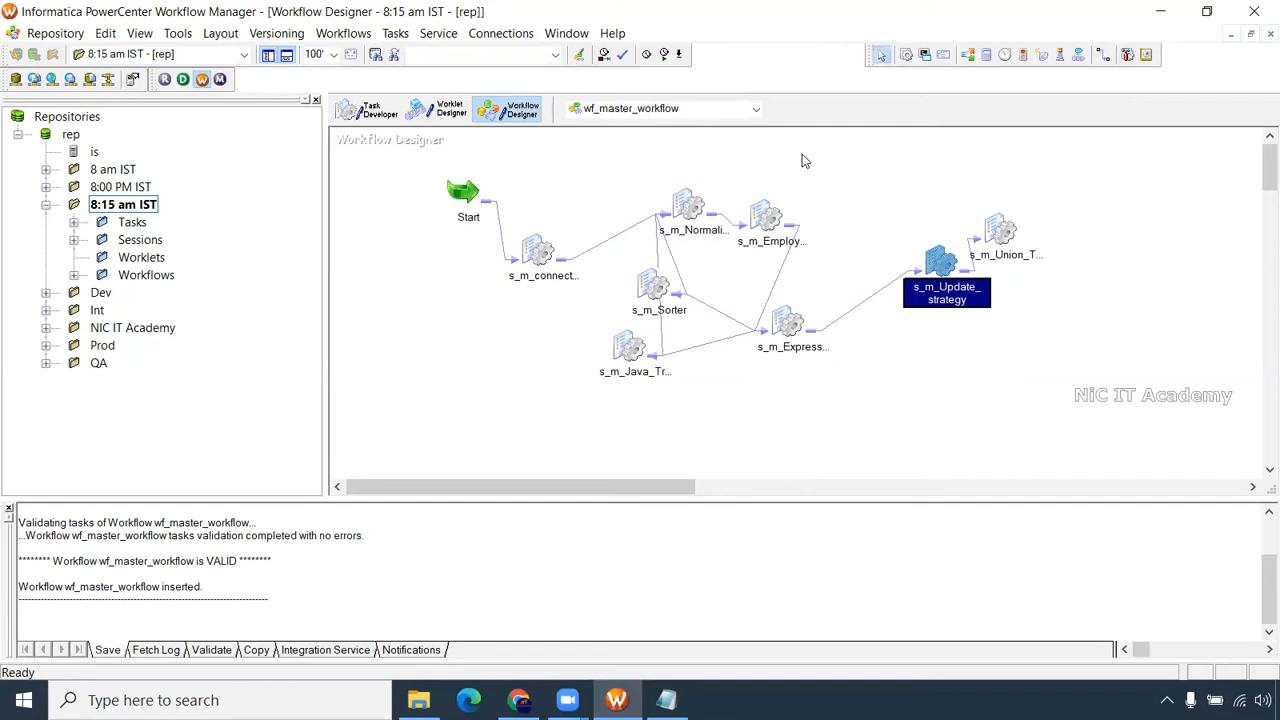 Informatica PowerCenter Workflow Manager - [Workflow Designer - 8:15 am IST - [rep]]
Repository Edit View Tools Layout Versioning Workflows Tasks Service Connections Window Help
8:15 am IST - [rep]
100%
R D W M
Task Developer
Worklet Designer
Workflow Designer
wf_master_workflow
Repositories
rep
is
8 am IST
8:00 PM IST
8:15 am IST
Tasks
Sessions
Worklets
Workflows
Dev
Int
NIC IT Academy
Prod
QA
Workflow Designer
Start
s_m_connect...
s_m_Normali...
s_m_Employ...
s_m_Sorter
s_m_Java_Tr...
s_m_Express...
s_m_Update_
strategy
s_m_Union_T...
NiC IT Academy
Validating tasks of Workflow wf_master_workflow...
...Workflow wf_master_workflow tasks validation completed with no errors.
******** Workflow wf_master_workflow is VALID ********
Workflow wf_master_workflow inserted.
----------------------------------------------------------------------
Save Fetch Log Validate Copy Integration Service Notifications
Ready
Type here to search
W